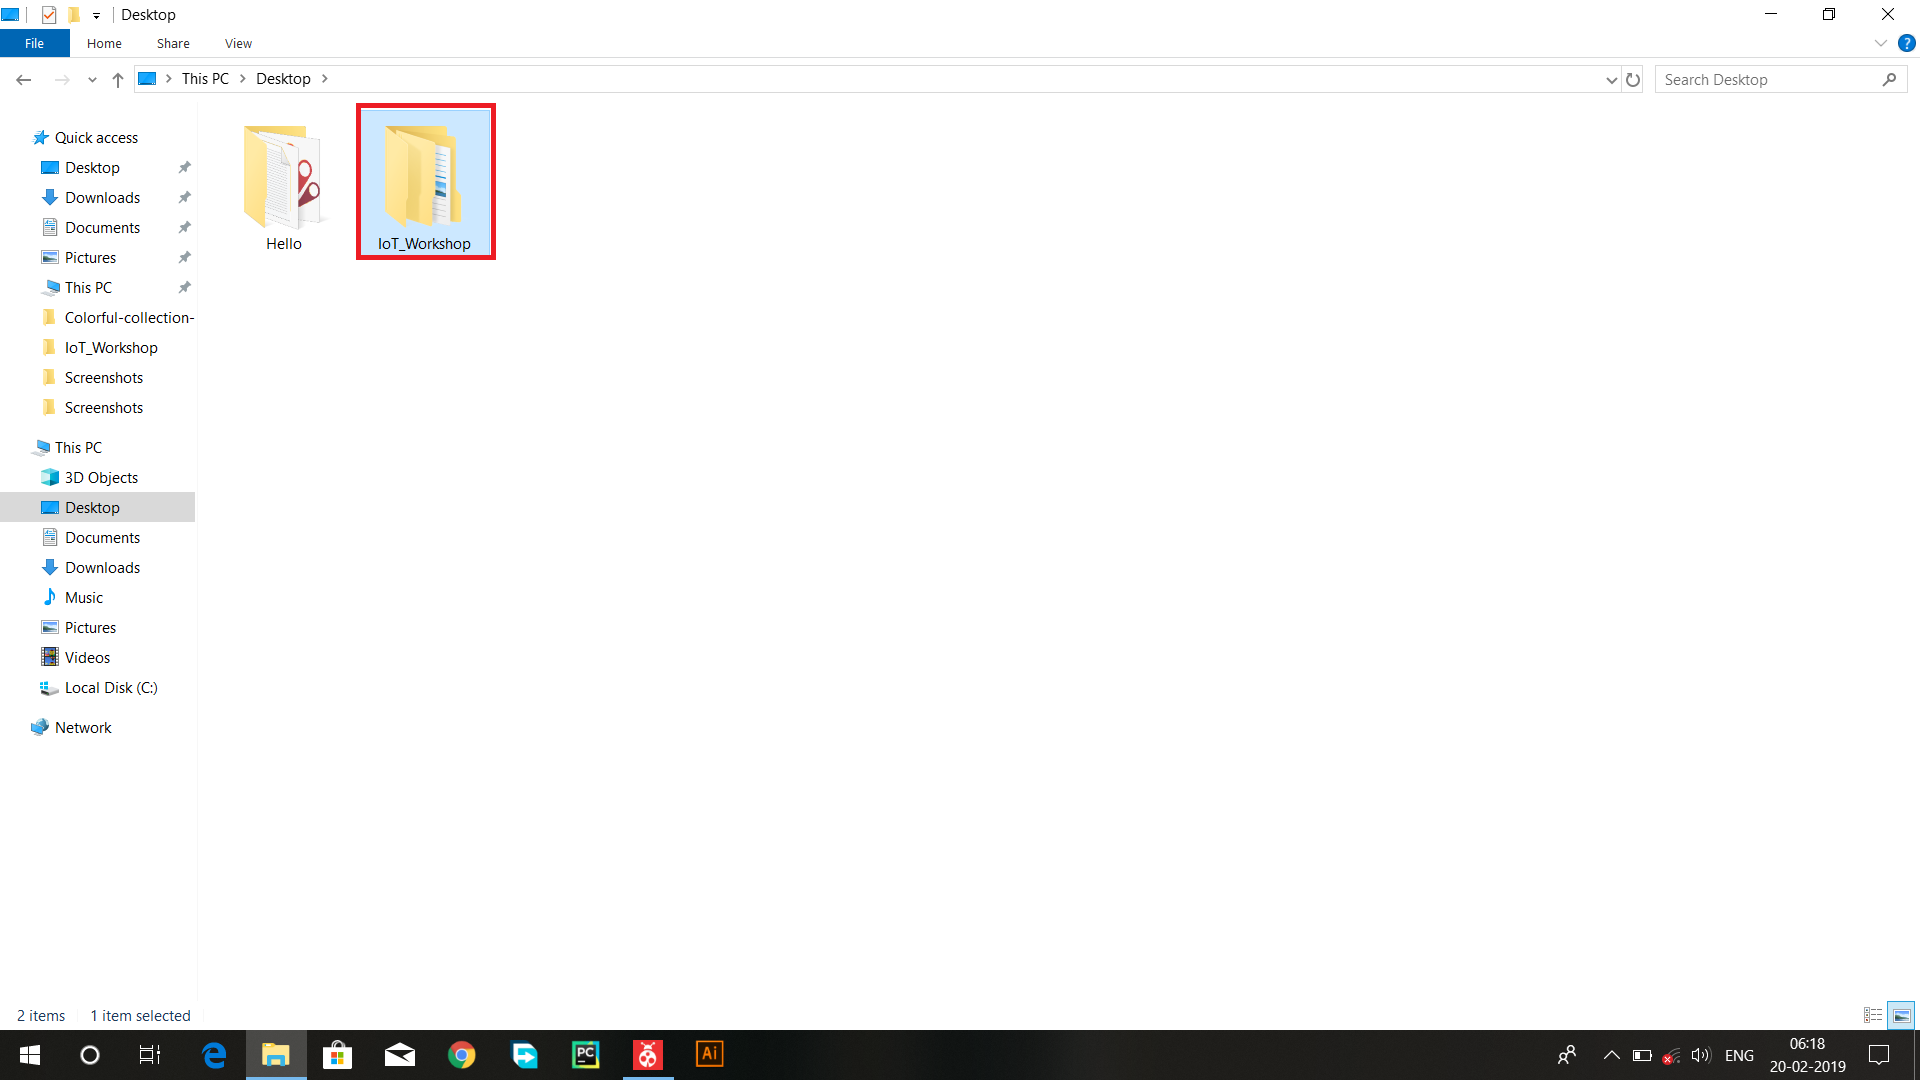 Desktop
File Home Share View
This PC Desktop
Search Desktop
Quick access
Desktop
Downloads
Documents
Pictures
This PC
Colorful-collection-
IoT_Workshop
Screenshots
Screenshots
This PC
3D Objects
Desktop
Documents
Downloads
Music
Pictures
Videos
Local Disk (C:)
Network
Hello
IoT_Workshop
2 items 1 item selected
PC
Ai
ENG
06:18
20-02-2019